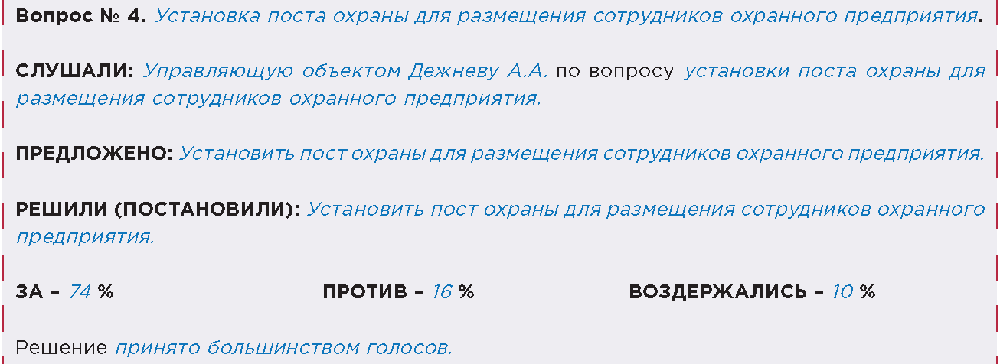 Вопрос № 4. Установка поста охраны для размещения сотрудников охранного предприятия.
СЛУШАЛИ: Управляющую объектом Дежневу А.А. по вопросу установки поста охраны для
размещения сотрудников охранного предприятия.
ПРЕДЛОЖЕНО: Установить пост охраны для размещения сотрудников охранного предприятия.
РЕШИЛИ (ПОСТАНОВИЛИ): Установить пост охраны для размещения сотрудников охранного
предприятия.
ЗА – 74 % ПРОТИВ – 16 % ВОЗДЕРЖАЛИСЬ – 10 %
Решение принято большинством голосов.